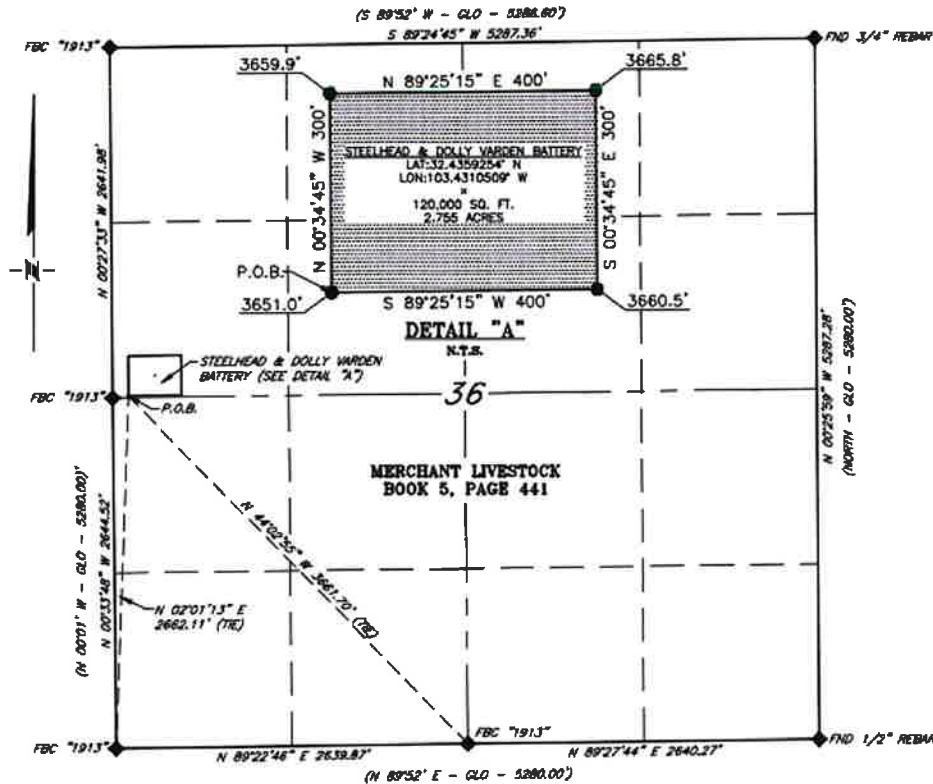 (S 89°52' W - GLO - 5288.60')
S 89°24'45" W 5287.36'
FBC "1913"
FND 3/4" REBAR
3659.9'
3665.8'
N 89°25'15" E 400'
N 00°34'45" W 300'
STEELHEAD & DOLLY VARDEN BATTERY
LAT:32.4359254° N
LON:103.4310509° W
120,000 SQ. FT.
2.755 ACRES
S 00°34'45" E 300'
N 00°27'33" W 2641.98'
N
P.O.B.
3651.0'
S 89°25'15" W 400'
3660.5'
DETAIL "A"
N.T.S.
STEELHEAD & DOLLY VARDEN
BATTERY (SEE DETAIL "A")
FBC "1913"
P.O.B.
36
N 00°25'59" W 5287.28'
(NORTH - GLO - 5280.00')
MERCHANT LIVESTOCK
BOOK 5, PAGE 441
(N 00°01' W - GLO - 5280.00)'
N 00°33'48" W 2644.52'
N 44°02'55" W 3661.70' (TIE)
N 02°01'13" E
2662.11' (TIE)
FBC "1913"
FBC "1913"
FND 1/2" REBAR
N 89°22'46" E 2639.87'
N 89°27'44" E 2640.27'
(N 89°52' E - GLO - 5280.00')